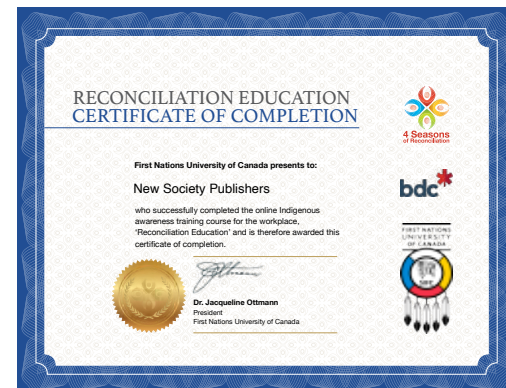 RECONCILIATION EDUCATION
CERTIFICATE OF COMPLETION
4 Seasons
of Reconciliation
First Nations University of Canada presents to:
New Society Publishers
bdc*
who successfully completed the online Indigenous
awareness training course for the workplace,
‘Reconciliation Education’ and is therefore awarded this
certificate of completion.
FIRST NATIONS
UNIVERSITY
OF CANADA
Dr. Jacqueline Ottmann
President
First Nations University of Canada